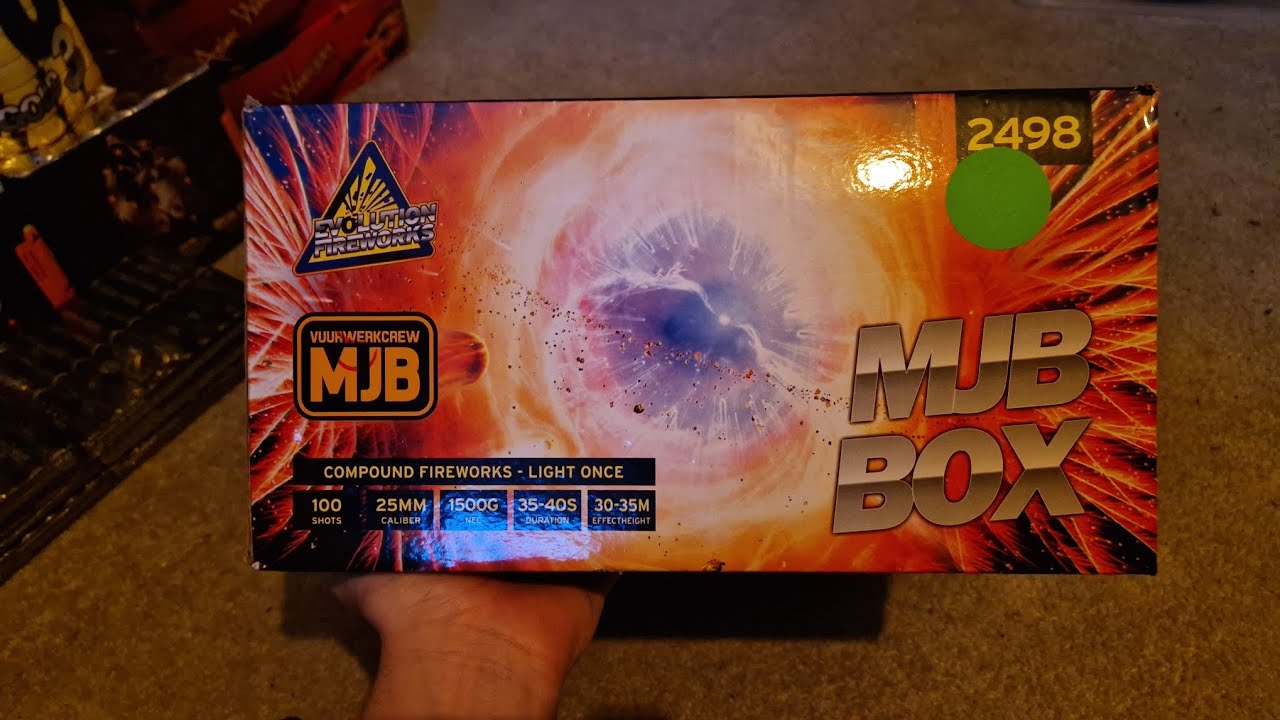 2498
EVOLUTION
FIREWORKS
VUURWERKCREW
MJB
MJB
BOX
COMPOUND FIREWORKS - LIGHT ONCE
100
SHOTS
25MM
CALIBER
1500G
NEC
35-40S
DURATION
30-35M
EFFECTHEIGHT